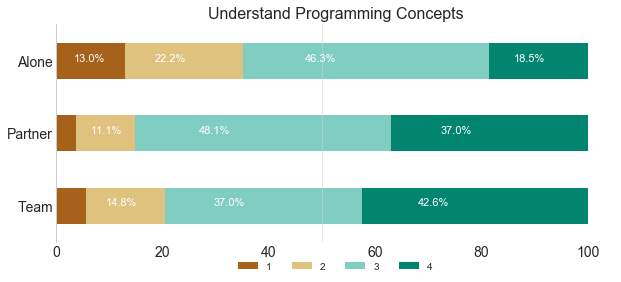 Understand Programming Concepts
Alone 13.0% 22.2% 46.3% 18.5%
Partner 11.1% 48.1% 37.0%
Team 14.8% 37.0% 42.6%
0 20 40 60 80 100
1 2 3 4